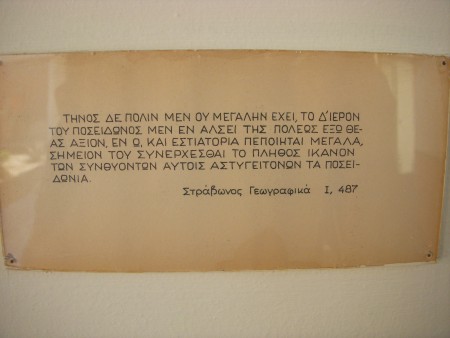 ΤΗΝΟΣ ΔΕ ΠΟΛΙΝ ΜΕΝ ΟΥ ΜΕΓΑΛΗΝ ΕΧΕΙ, ΤΟ Δ'ΙΕΡΟΝ
ΤΟΥ ΠΟΣΕΙΔΩΝΟΣ ΜΕΝ ΕΝ ΑΛΣΕΙ ΤΗΣ ΠΟΛΕΩΣ ΕΞΩ ΘΕ-
ΑΣ ΑΞΙΟΝ, ΕΝ Ω, ΚΑΙ ΕΣΤΙΑΤΟΡΙΑ ΠΕΠΟΙΗΤΑΙ ΜΕΓΑΛΑ,
ΣΗΜΕΙΟΝ ΤΟΥ ΣΥΝΕΡΧΕΣΘΑΙ ΤΟ ΠΛΗΘΟΣ ΙΚΑΝΟΝ
ΤΩΝ ΣΥΝΘΥΟΝΤΩΝ ΑΥΤΟΙΣ ΑΣΤΥΓΕΙΤΟΝΩΝ ΤΑ ΠΟΣΕΙ-
ΔΩΝΙΑ.
Στράβωνος Γεωγραφικά Ι, 487